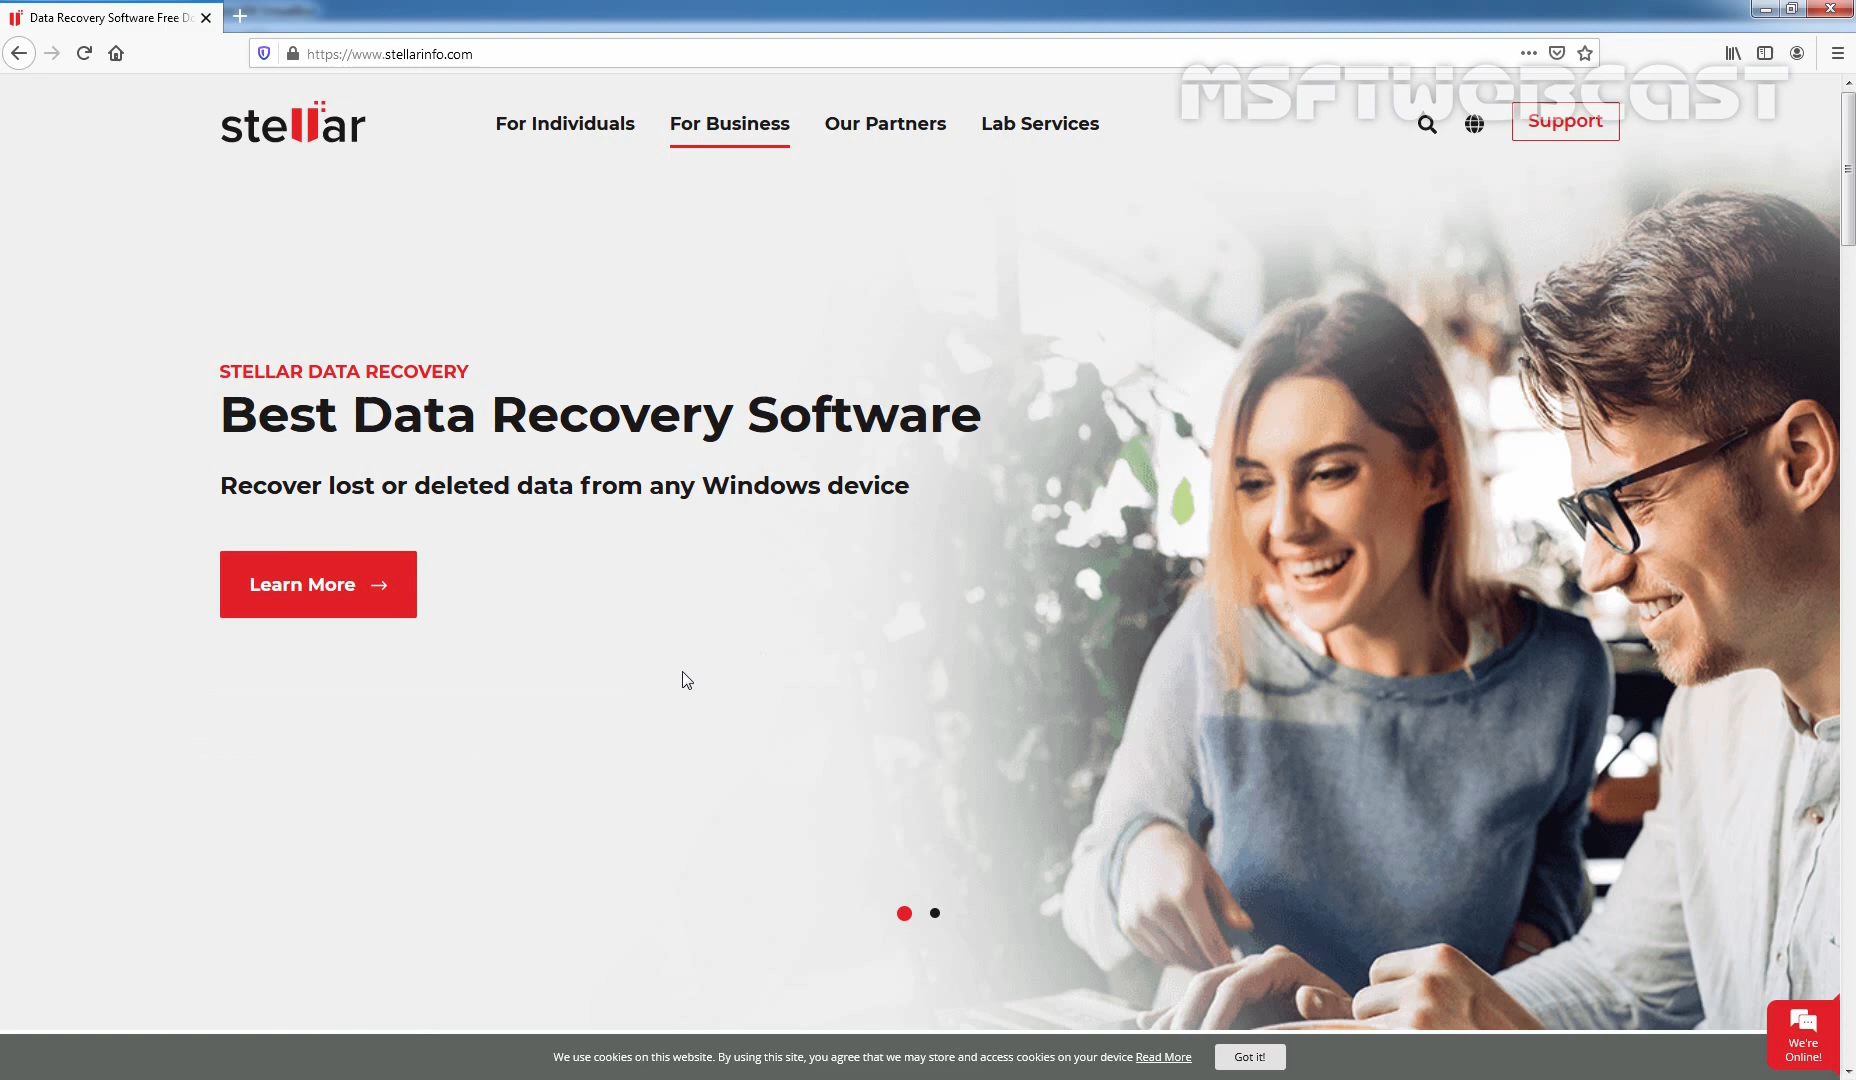 Data Recovery Software Free Do
https://www.stellarinfo.com
MSFTWEBCAST
stellar
For Individuals
For Business
Our Partners
Lab Services
Support
STELLAR DATA RECOVERY
Best Data Recovery Software
Recover lost or deleted data from any Windows device
Learn More →
We use cookies on this website. By using this site, you agree that we may store and access cookies on your device Read More
Got it!
We're
Online!